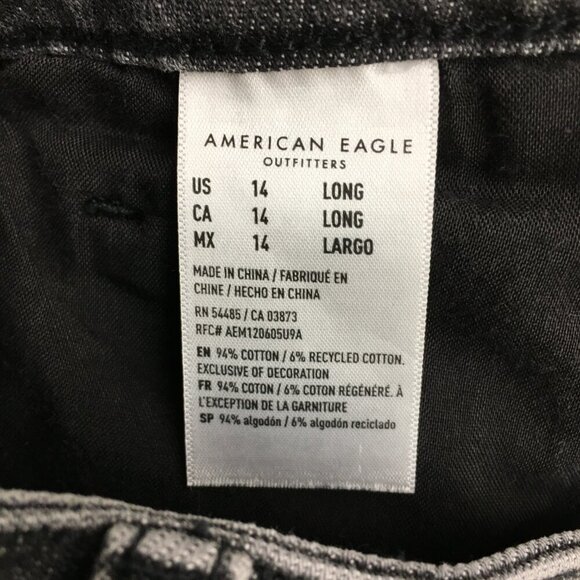 AMERICAN EAGLE
OUTFITTERS
US 14 LONG
CA 14 LONG
MX 14 LARGO
MADE IN CHINA / FABRIQUÉ EN
CHINE / HECHO EN CHINA
RN 54485 / CA 03873
RFC# AEM120605U9A
EN 94% COTTON / 6% RECYCLED COTTON.
EXCLUSIVE OF DECORATION
FR 94% COTON / 6% COTON RÉGÉNÉRÉ. À
L'EXCEPTION DE LA GARNITURE
SP 94% algodón / 6% algodón reciclado